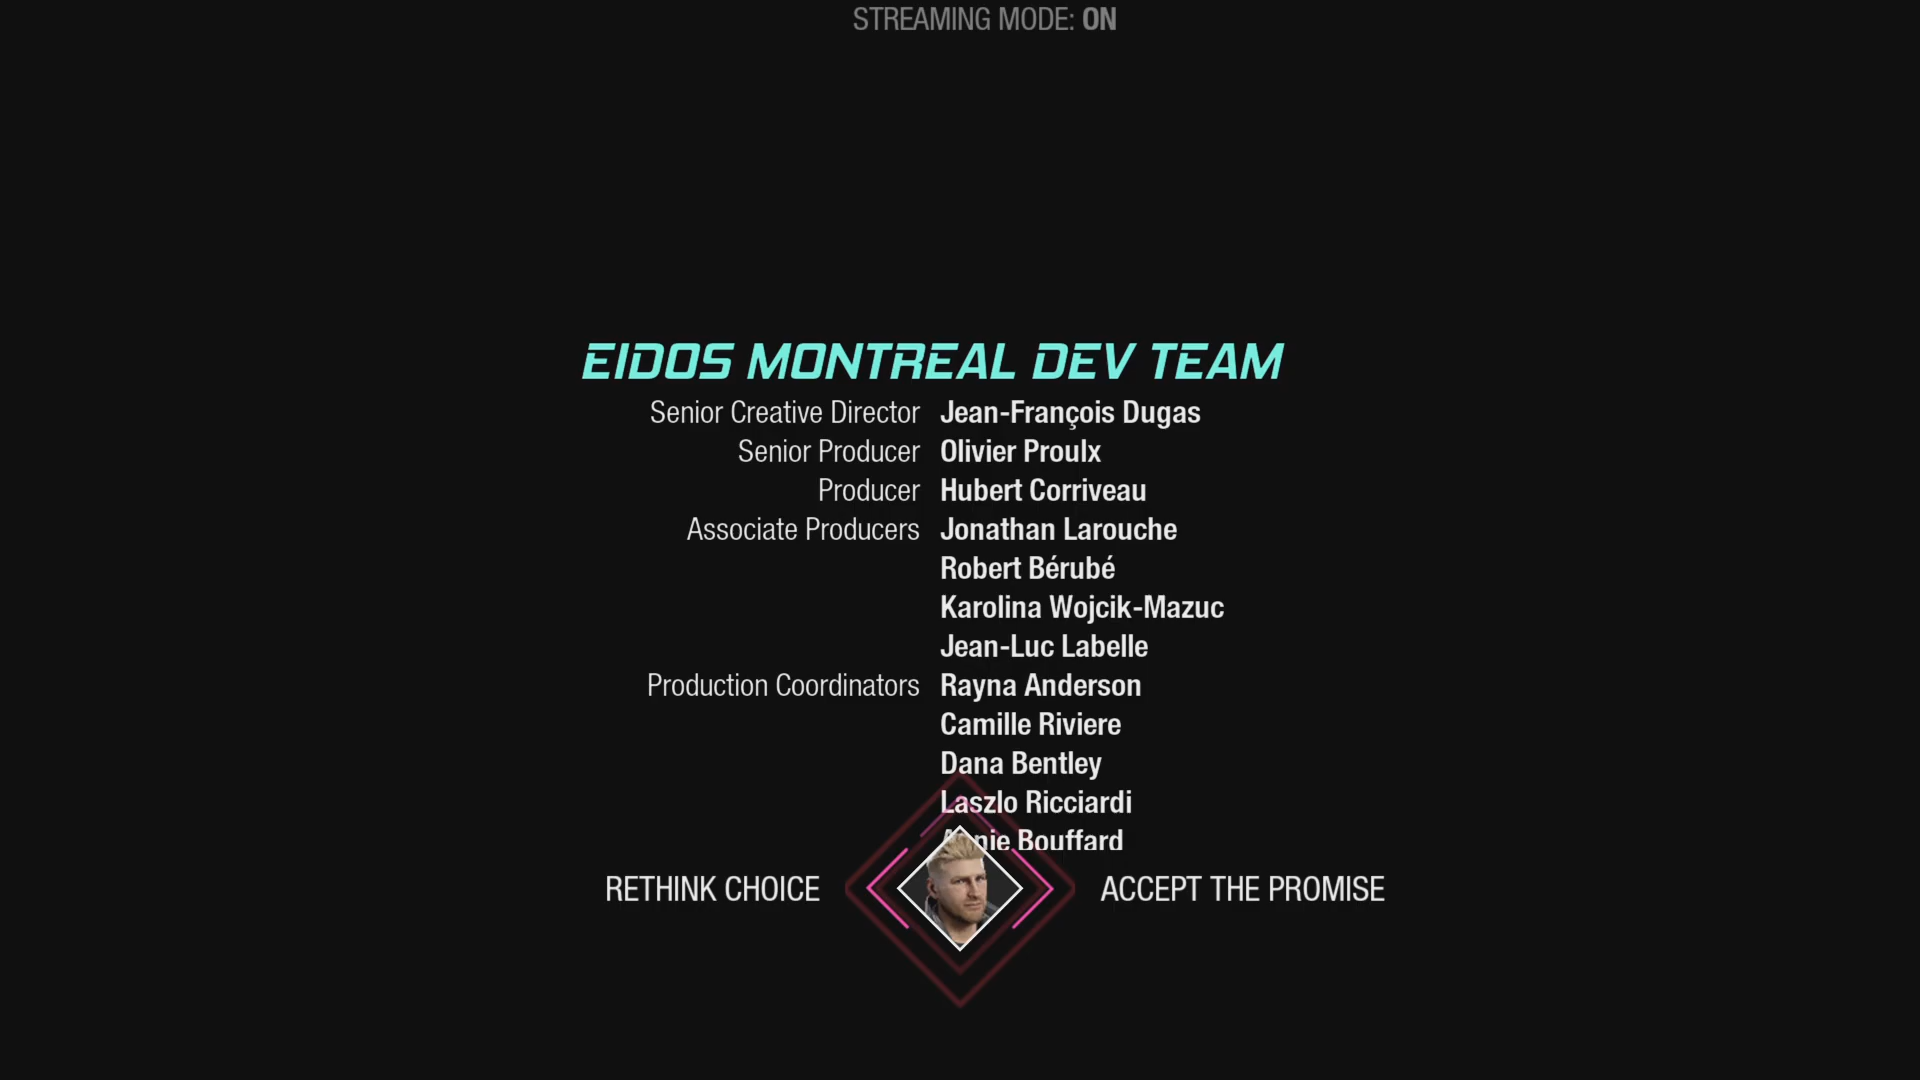 STREAMING MODE: ON
EIDOS MONTREAL DEV TEAM
Senior Creative Director Jean-François Dugas
Senior Producer Olivier Proulx
Producer Hubert Corriveau
Associate Producers Jonathan Larouche
Robert Bérubé
Karolina Wojcik-Mazuc
Jean-Luc Labelle
Production Coordinators Rayna Anderson
Camille Riviere
Dana Bentley
Laszlo Ricciardi
Bouffard
RETHINK CHOICE ACCEPT THE PROMISE